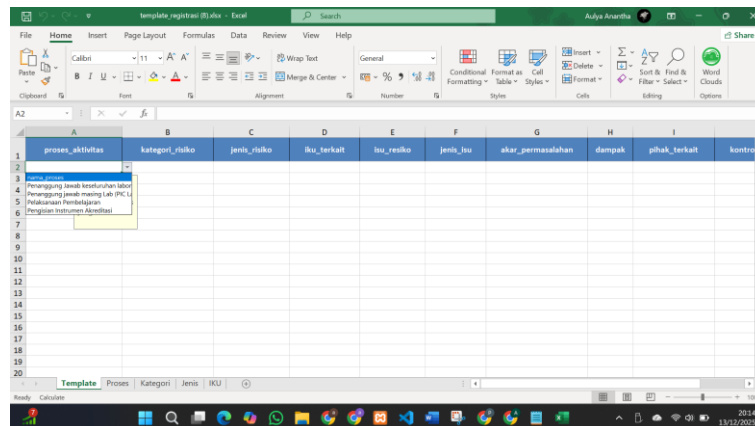 template_registrasi (8).xlsx - Excel
Search
Aulya Anantha
File Home Insert Page Layout Formulas Data Review View Help
Share
Paste
Calibri 11 A^ A˅
B I U A
Wrap Text
Merge & Center
General
% 9
Conditional Formatting
Format as Table
Cell Styles
Insert
Delete
Format
Sort & Filter
Find & Select
Word Clouds
Clipboard Font Alignment Number Styles Cells Editing Options
A2 fx
A B C D E F G H I
1 proses_aktivitas kategori_risiko jenis_risiko iku_terkait isu_resiko jenis_isu akar_permasalahan dampak pihak_terkait kontro
2
3 nama_proses
4 Penanggung Jawab keseluruhan labor
Penanggung jawab masing Lab (PIC L
5 Pelaksanaan Pembelajaran
6 Pengisian Instrumen Akreditasi
7
8
9
10
11
12
13
14
15
16
17
18
19
20
Template Proses Kategori Jenis IKU
Ready Calculate
20:14
13/12/2025